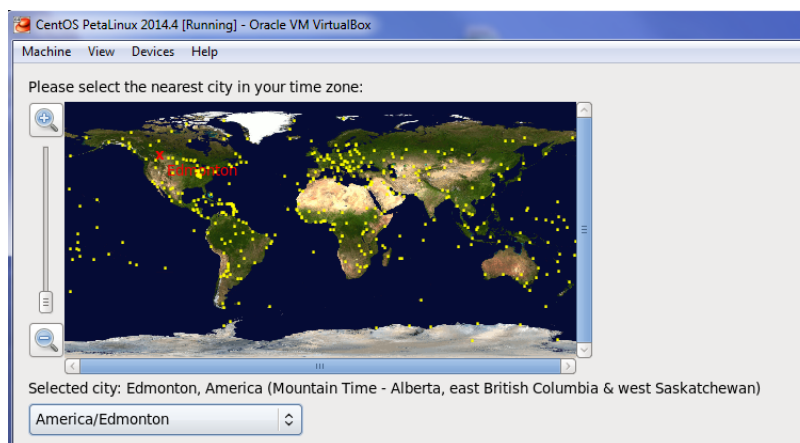 CentOS PetaLinux 2014.4 [Running] - Oracle VM VirtualBox
Machine View Devices Help
Please select the nearest city in your time zone:
Edmonton
Selected city: Edmonton, America (Mountain Time - Alberta, east British Columbia & west Saskatchewan)
America/Edmonton